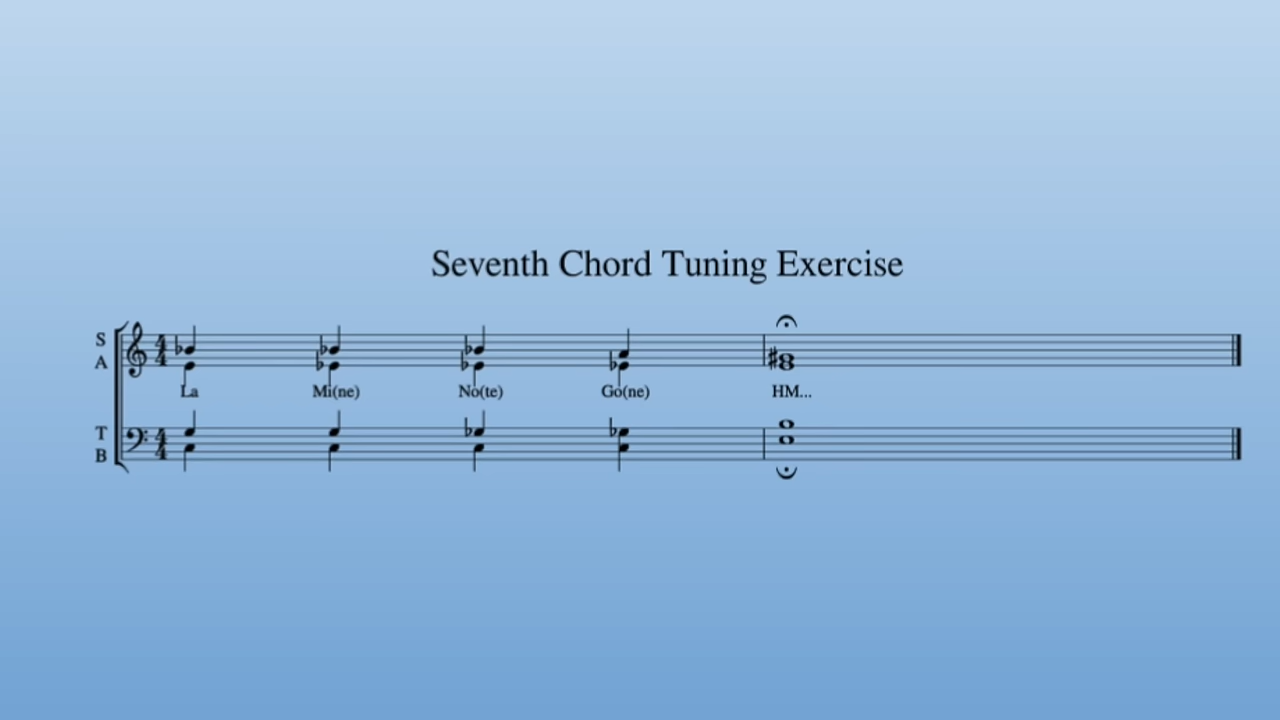 Seventh Chord Tuning Exercise
S
A
La Mi(ne) No(te) Go(ne) HM...
T
B